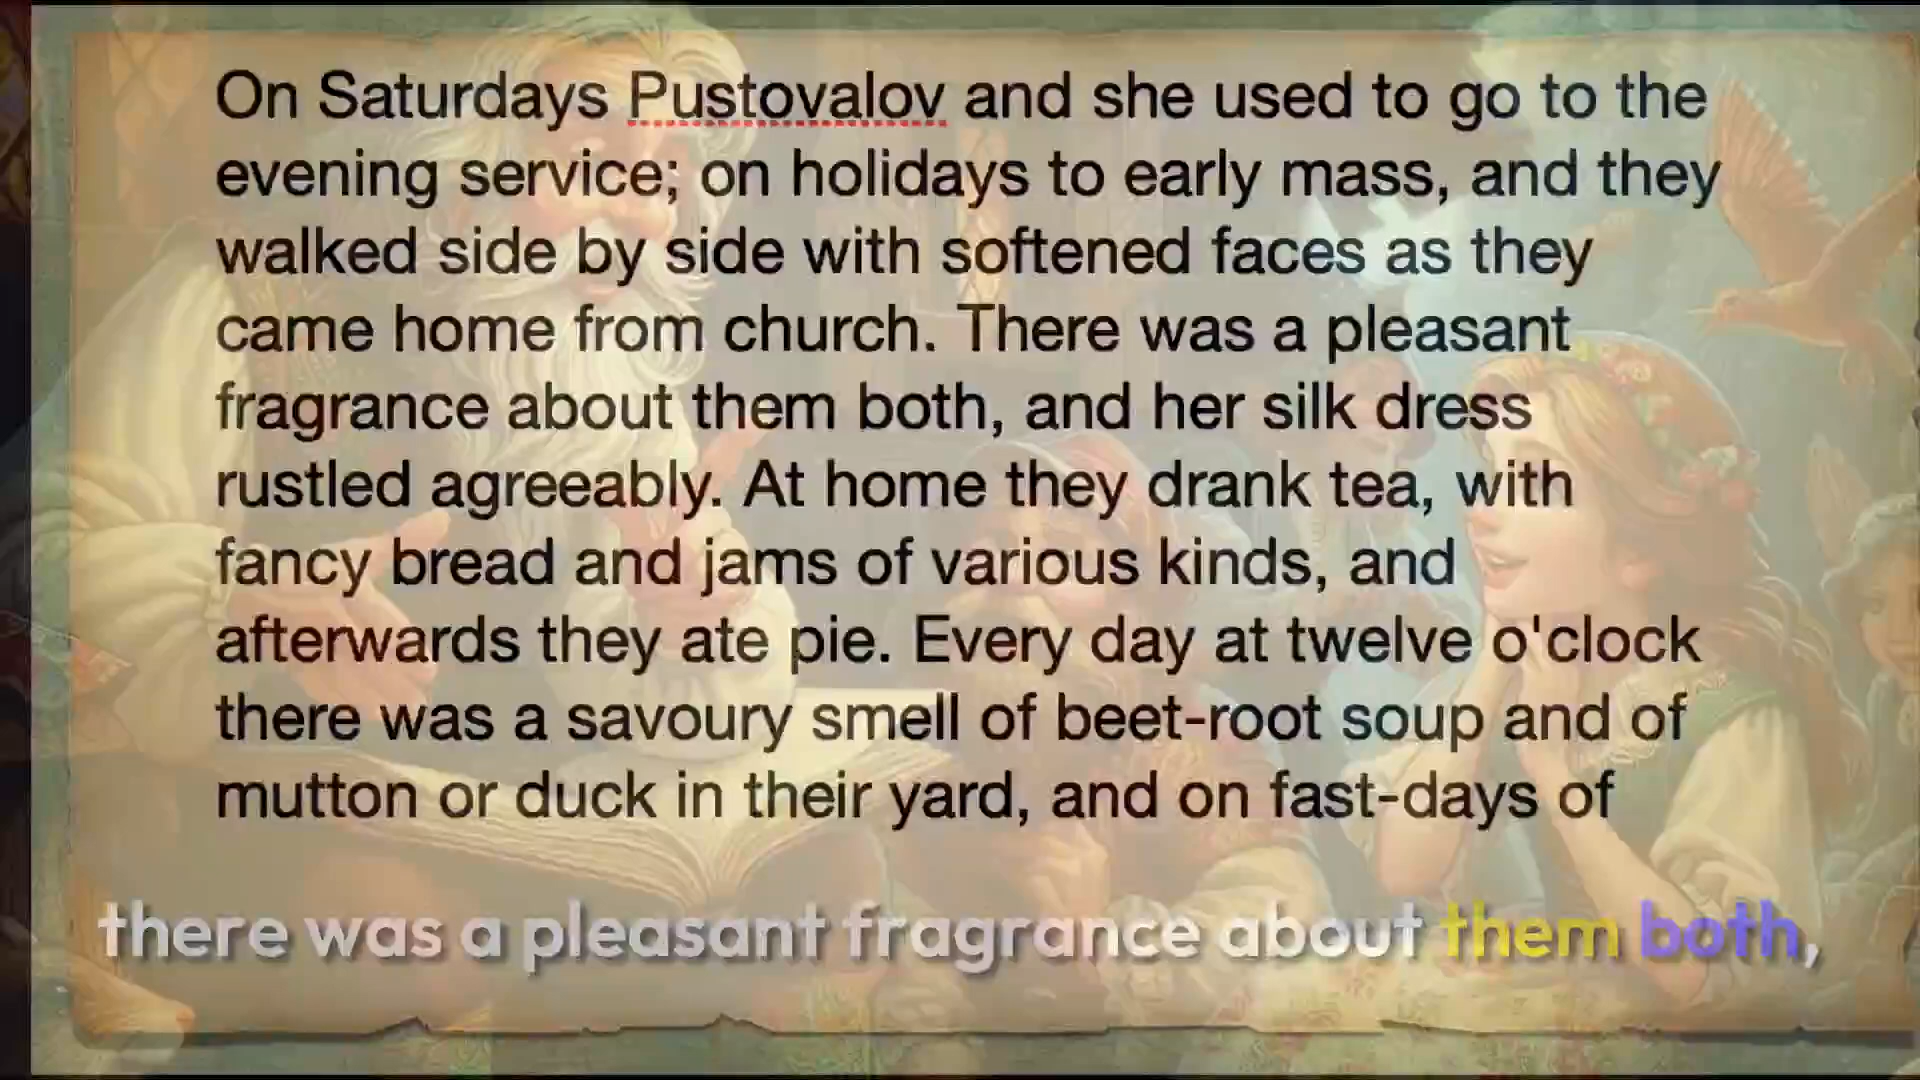 On Saturdays Pustovalov and she used to go to the
evening service; on holidays to early mass, and they
walked side by side with softened faces as they
came home from church. There was a pleasant
fragrance about them both, and her silk dress
rustled agreeably. At home they drank tea, with
fancy bread and jams of various kinds, and
afterwards they ate pie. Every day at twelve o'clock
there was a savoury smell of beet-root soup and of
mutton or duck in their yard, and on fast-days of
there was a pleasant fragrance about them both,